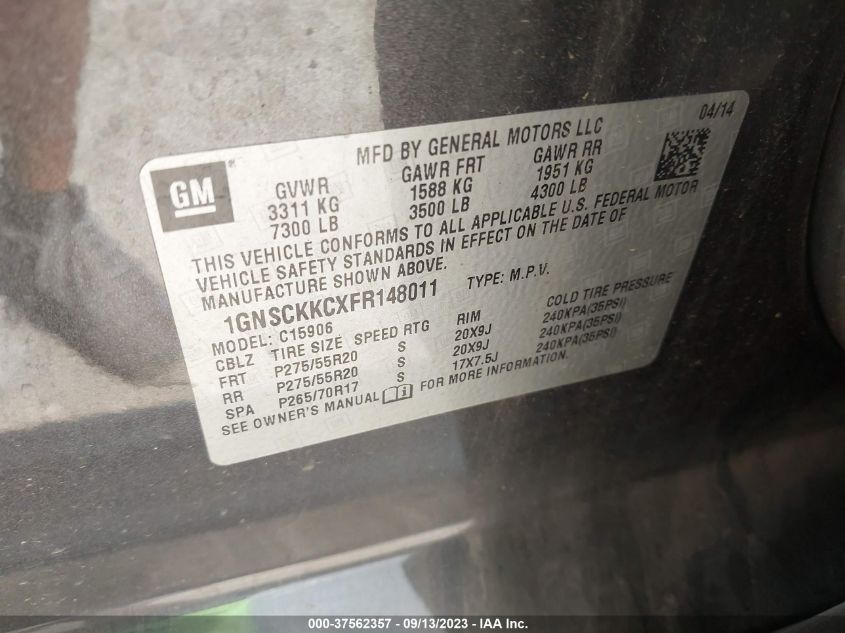 MFD BY GENERAL MOTORS LLC 04/14
GM
GVWR GAWR FRT GAWR RR
3311 KG 1588 KG 1951 KG
7300 LB 3500 LB 4300 LB
THIS VEHICLE CONFORMS TO ALL APPLICABLE U.S. FEDERAL MOTOR
VEHICLE SAFETY STANDARDS IN EFFECT ON THE DATE OF
MANUFACTURE SHOWN ABOVE.
1GNSCKKCXFR148011 TYPE: M.P.V.
MODEL: C15906
CBLZ TIRE SIZE SPEED RTG RIM COLD TIRE PRESSURE
FRT P275/55R20 S 20X9J 240KPA(35PSI)
RR P275/55R20 S 20X9J 240KPA(35PSI)
SPA P265/70R17 S 17X7.5J 240KPA(35PSI)
SEE OWNER'S MANUAL FOR MORE INFORMATION.
000-37562357 - 09/13/2023 - IAA Inc.